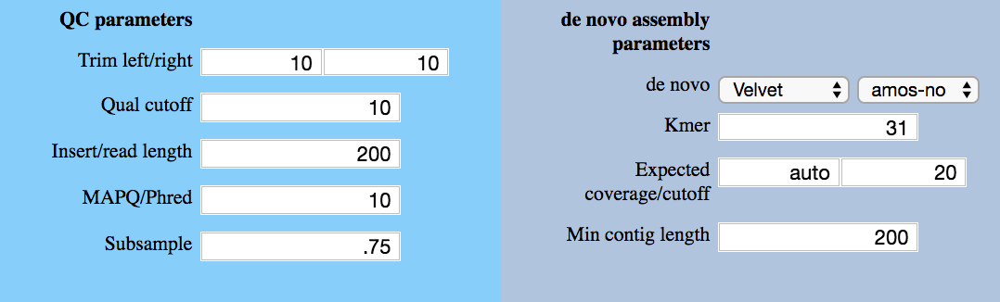 QC parameters
Trim left/right 10 10
Qual cutoff 10
Insert/read length 200
MAPQ/Phred 10
Subsample .75
de novo assembly
parameters
de novo Velvet amos-no
Kmer 31
Expected
coverage/cutoff auto 20
Min contig length 200